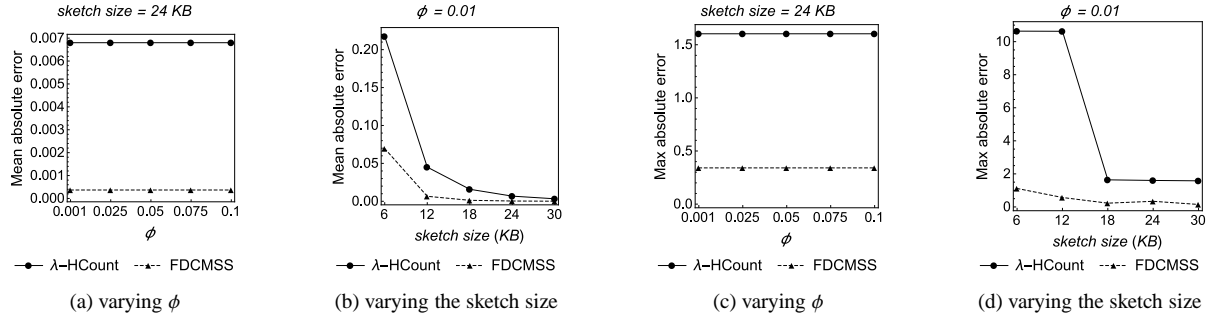 sketch size = 24 KB
Mean absolute error
0.007
0.006
0.005
0.004
0.003
0.002
0.001
0.000
0.001 0.025 0.05 0.075 0.1
ϕ
λ−HCount FDCMSS
(a) varying ϕ
ϕ = 0.01
Mean absolute error
0.20
0.15
0.10
0.05
0.00
6 12 18 24 30
sketch size (KB)
λ−HCount FDCMSS
(b) varying the sketch size
sketch size = 24 KB
Max absolute error
1.5
1.0
0.5
0.0
0.001 0.025 0.05 0.075 0.1
ϕ
λ−HCount FDCMSS
(c) varying ϕ
ϕ = 0.01
Max absolute error
10
8
6
4
2
0
6 12 18 24 30
sketch size (KB)
λ−HCount FDCMSS
(d) varying the sketch size